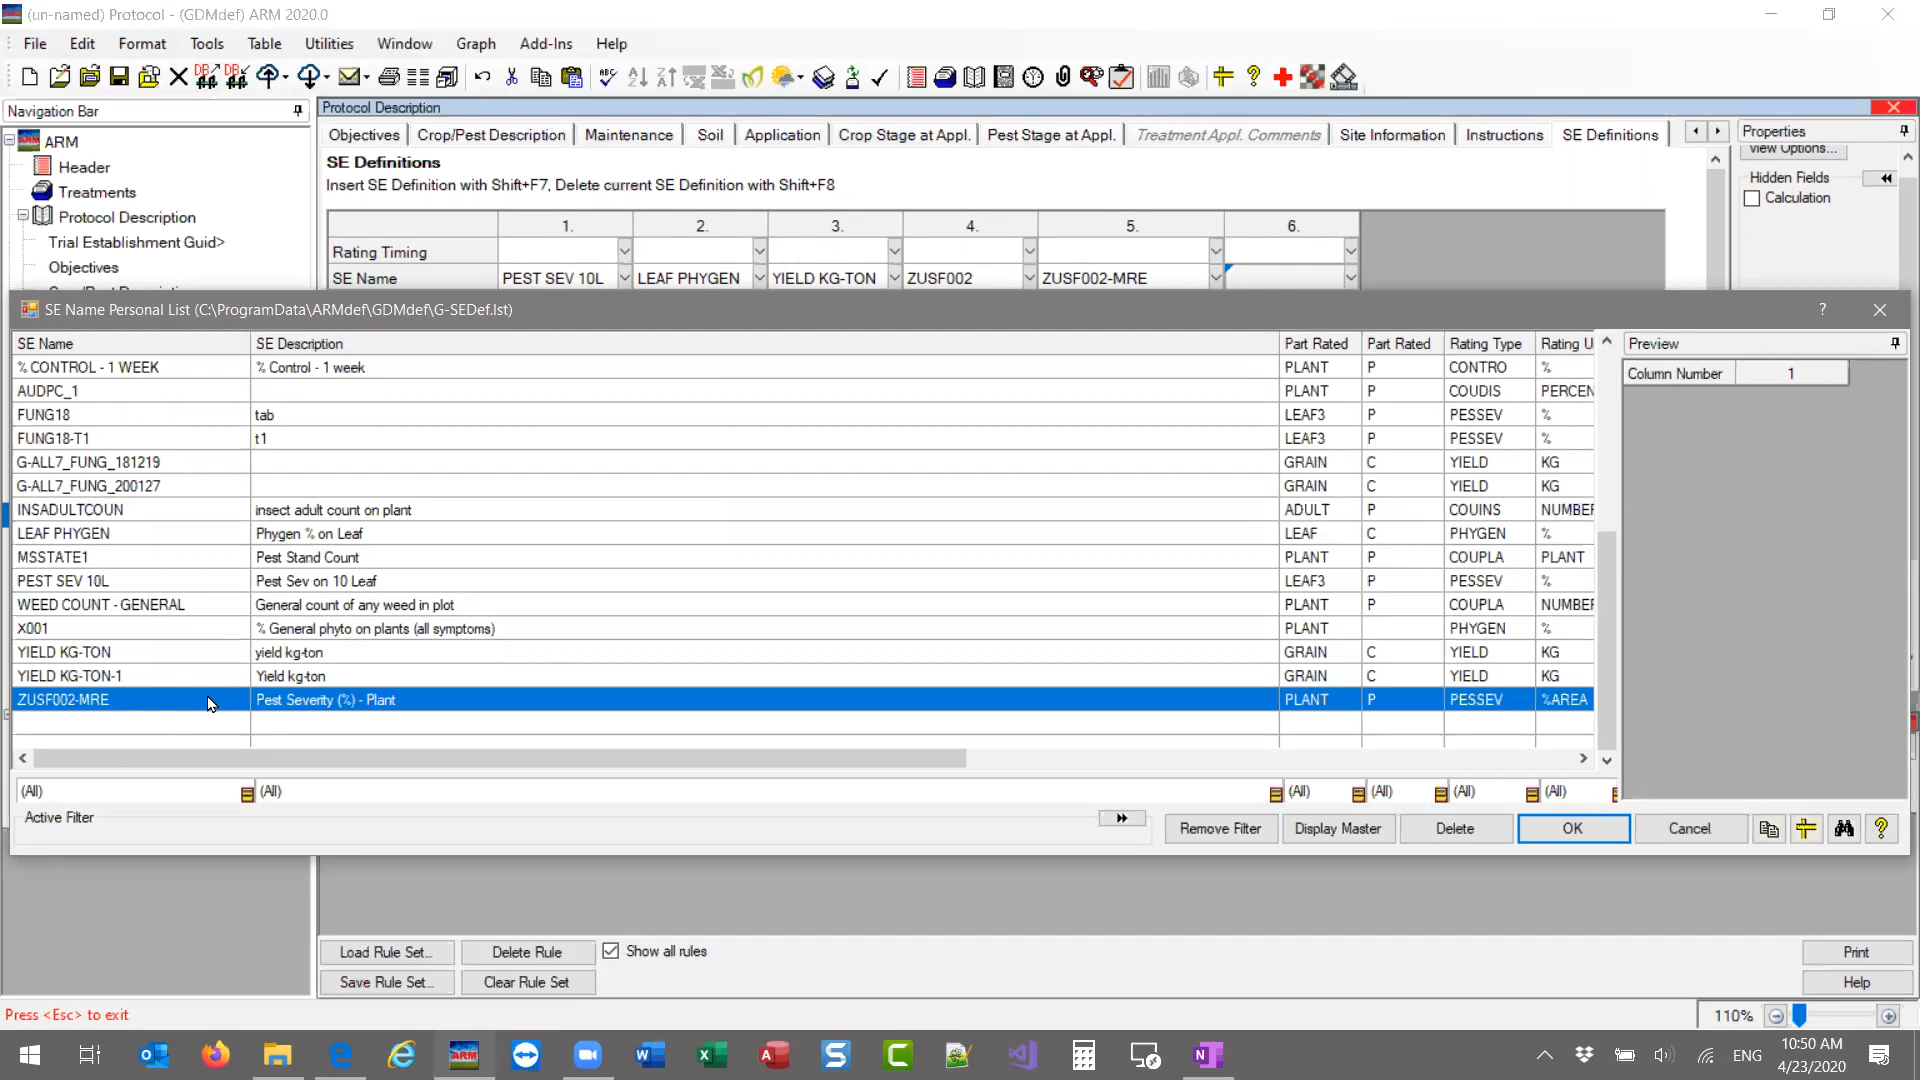 (un-named) Protocol - (GDMdef) ARM 2020.0
File Edit Format Tools Table Utilities Window Graph Add-Ins Help
Navigation Bar
ARM
Header
Treatments
Protocol Description
Trial Establishment Guid>
Objectives
Protocol Description
Objectives Crop/Pest Description Maintenance Soil Application Crop Stage at Appl. Pest Stage at Appl. Treatment Appl. Comments Site Information Instructions SE Definitions
SE Definitions
Insert SE Definition with Shift+F7, Delete current SE Definition with Shift+F8
1. 2. 3. 4. 5. 6.
Rating Timing
SE Name PEST SEV 10L LEAF PHYGEN YIELD KG-TON ZUSF002 ZUSF002-MRE
Properties
View Options...
Hidden Fields
Calculation
SE Name Personal List (C:\ProgramData\ARMdef\GDMdef\G-SEDef.lst)
SE Name SE Description Part Rated Part Rated Rating Type Rating U
% CONTROL - 1 WEEK % Control - 1 week PLANT P CONTRO %
AUDPC_1 PLANT P COUDIS PERCEN
FUNG18 tab LEAF3 P PESSEV %
FUNG18-T1 t1 LEAF3 P PESSEV %
G-ALL7_FUNG_181219 GRAIN C YIELD KG
G-ALL7_FUNG_200127 GRAIN C YIELD KG
INSADULTCOUN insect adult count on plant ADULT P COUINS NUMBER
LEAF PHYGEN Phygen % on Leaf LEAF C PHYGEN %
MSSTATE1 Pest Stand Count PLANT P COUPLA PLANT
PEST SEV 10L Pest Sev on 10 Leaf LEAF3 P PESSEV %
WEED COUNT - GENERAL General count of any weed in plot PLANT P COUPLA NUMBER
X001 % General phyto on plants (all symptoms) PLANT PHYGEN %
YIELD KG-TON yield kg-ton GRAIN C YIELD KG
YIELD KG-TON-1 Yield kg-ton GRAIN C YIELD KG
ZUSF002-MRE Pest Severity (%) - Plant PLANT P PESSEV %AREA
Preview
Column Number 1
(All) (All) (All) (All) (All) (All)
Active Filter
Remove Filter Display Master Delete OK Cancel
Load Rule Set... Delete Rule Show all rules Print
Save Rule Set... Clear Rule Set Help
Press <Esc> to exit
110%
ENG
10:50 AM
4/23/2020